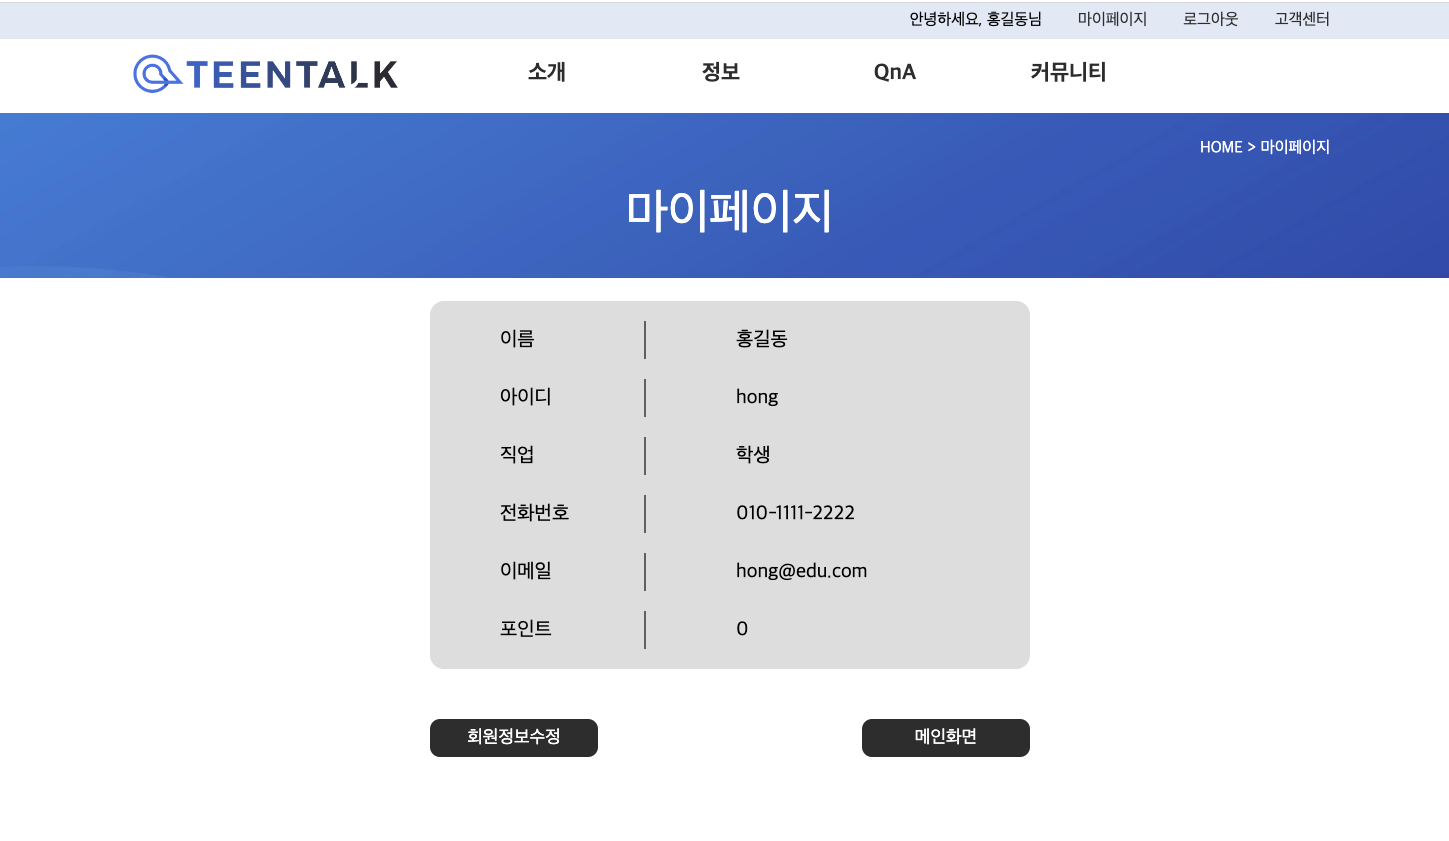 안녕하세요, 홍길동님 마이페이지 로그아웃 고객센터
TEENTALK 소개 정보 QnA 커뮤니티
HOME > 마이페이지
마이페이지
이름 홍길동
아이디 hong
직업 학생
전화번호 010-1111-2222
이메일 hong@edu.com
포인트 0
회원정보수정 메인화면